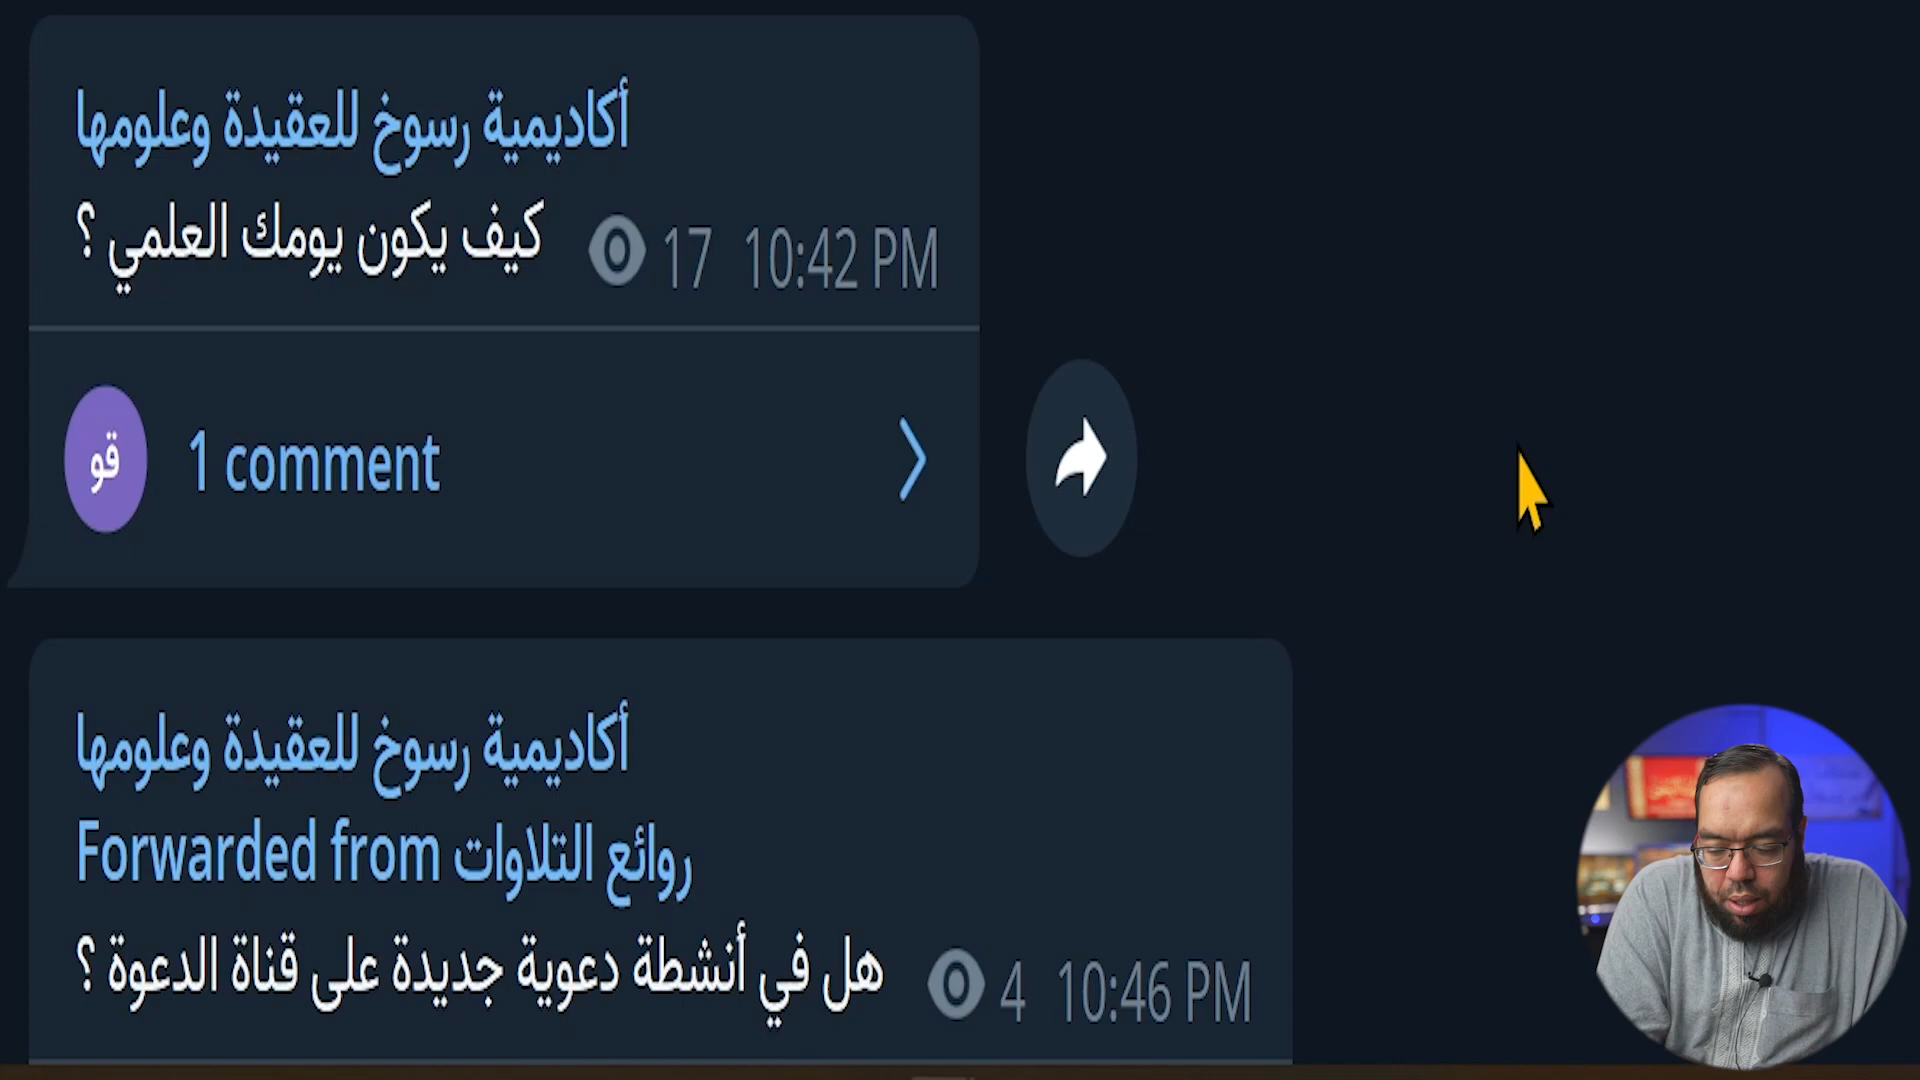 أكاديمية رسوخ للعقيدة وعلومها
كيف يكون يومك العلمي ؟ 17 10:42 PM
قو 1 comment
أكاديمية رسوخ للعقيدة وعلومها
Forwarded from روائع التلاوات
هل في أنشطة دعوية جديدة على قناة الدعوة ؟ 4 10:46 PM